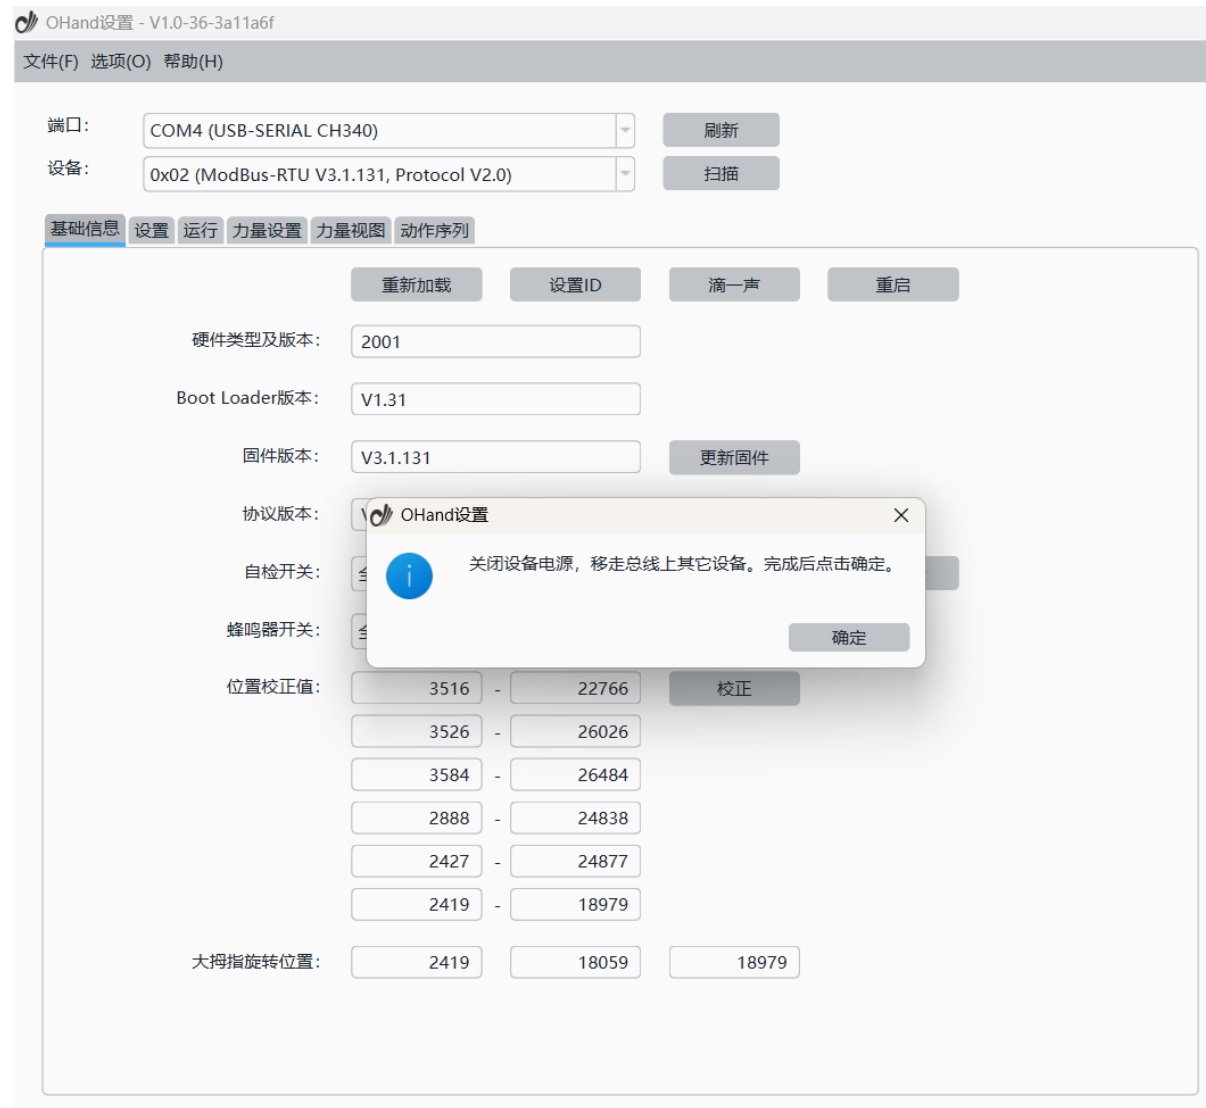 OHand设置 - V1.0-36-3a11a6f
文件(F) 选项(O) 帮助(H)
端口： COM4 (USB-SERIAL CH340) 刷新
设备： 0x02 (ModBus-RTU V3.1.131, Protocol V2.0) 扫描
基础信息 设置 运行 力量设置 力量视图 动作序列
重新加载 设置ID 滴一声 重启
硬件类型及版本： 2001
Boot Loader版本： V1.31
固件版本： V3.1.131 更新固件
协议版本：
OHand设置
关闭设备电源，移走总线上其它设备。完成后点击确定。
确定
自检开关：
蜂鸣器开关：
位置校正值： 3516 - 22766 校正
3526 - 26026
3584 - 26484
2888 - 24838
2427 - 24877
2419 - 18979
大拇指旋转位置： 2419 18059 18979